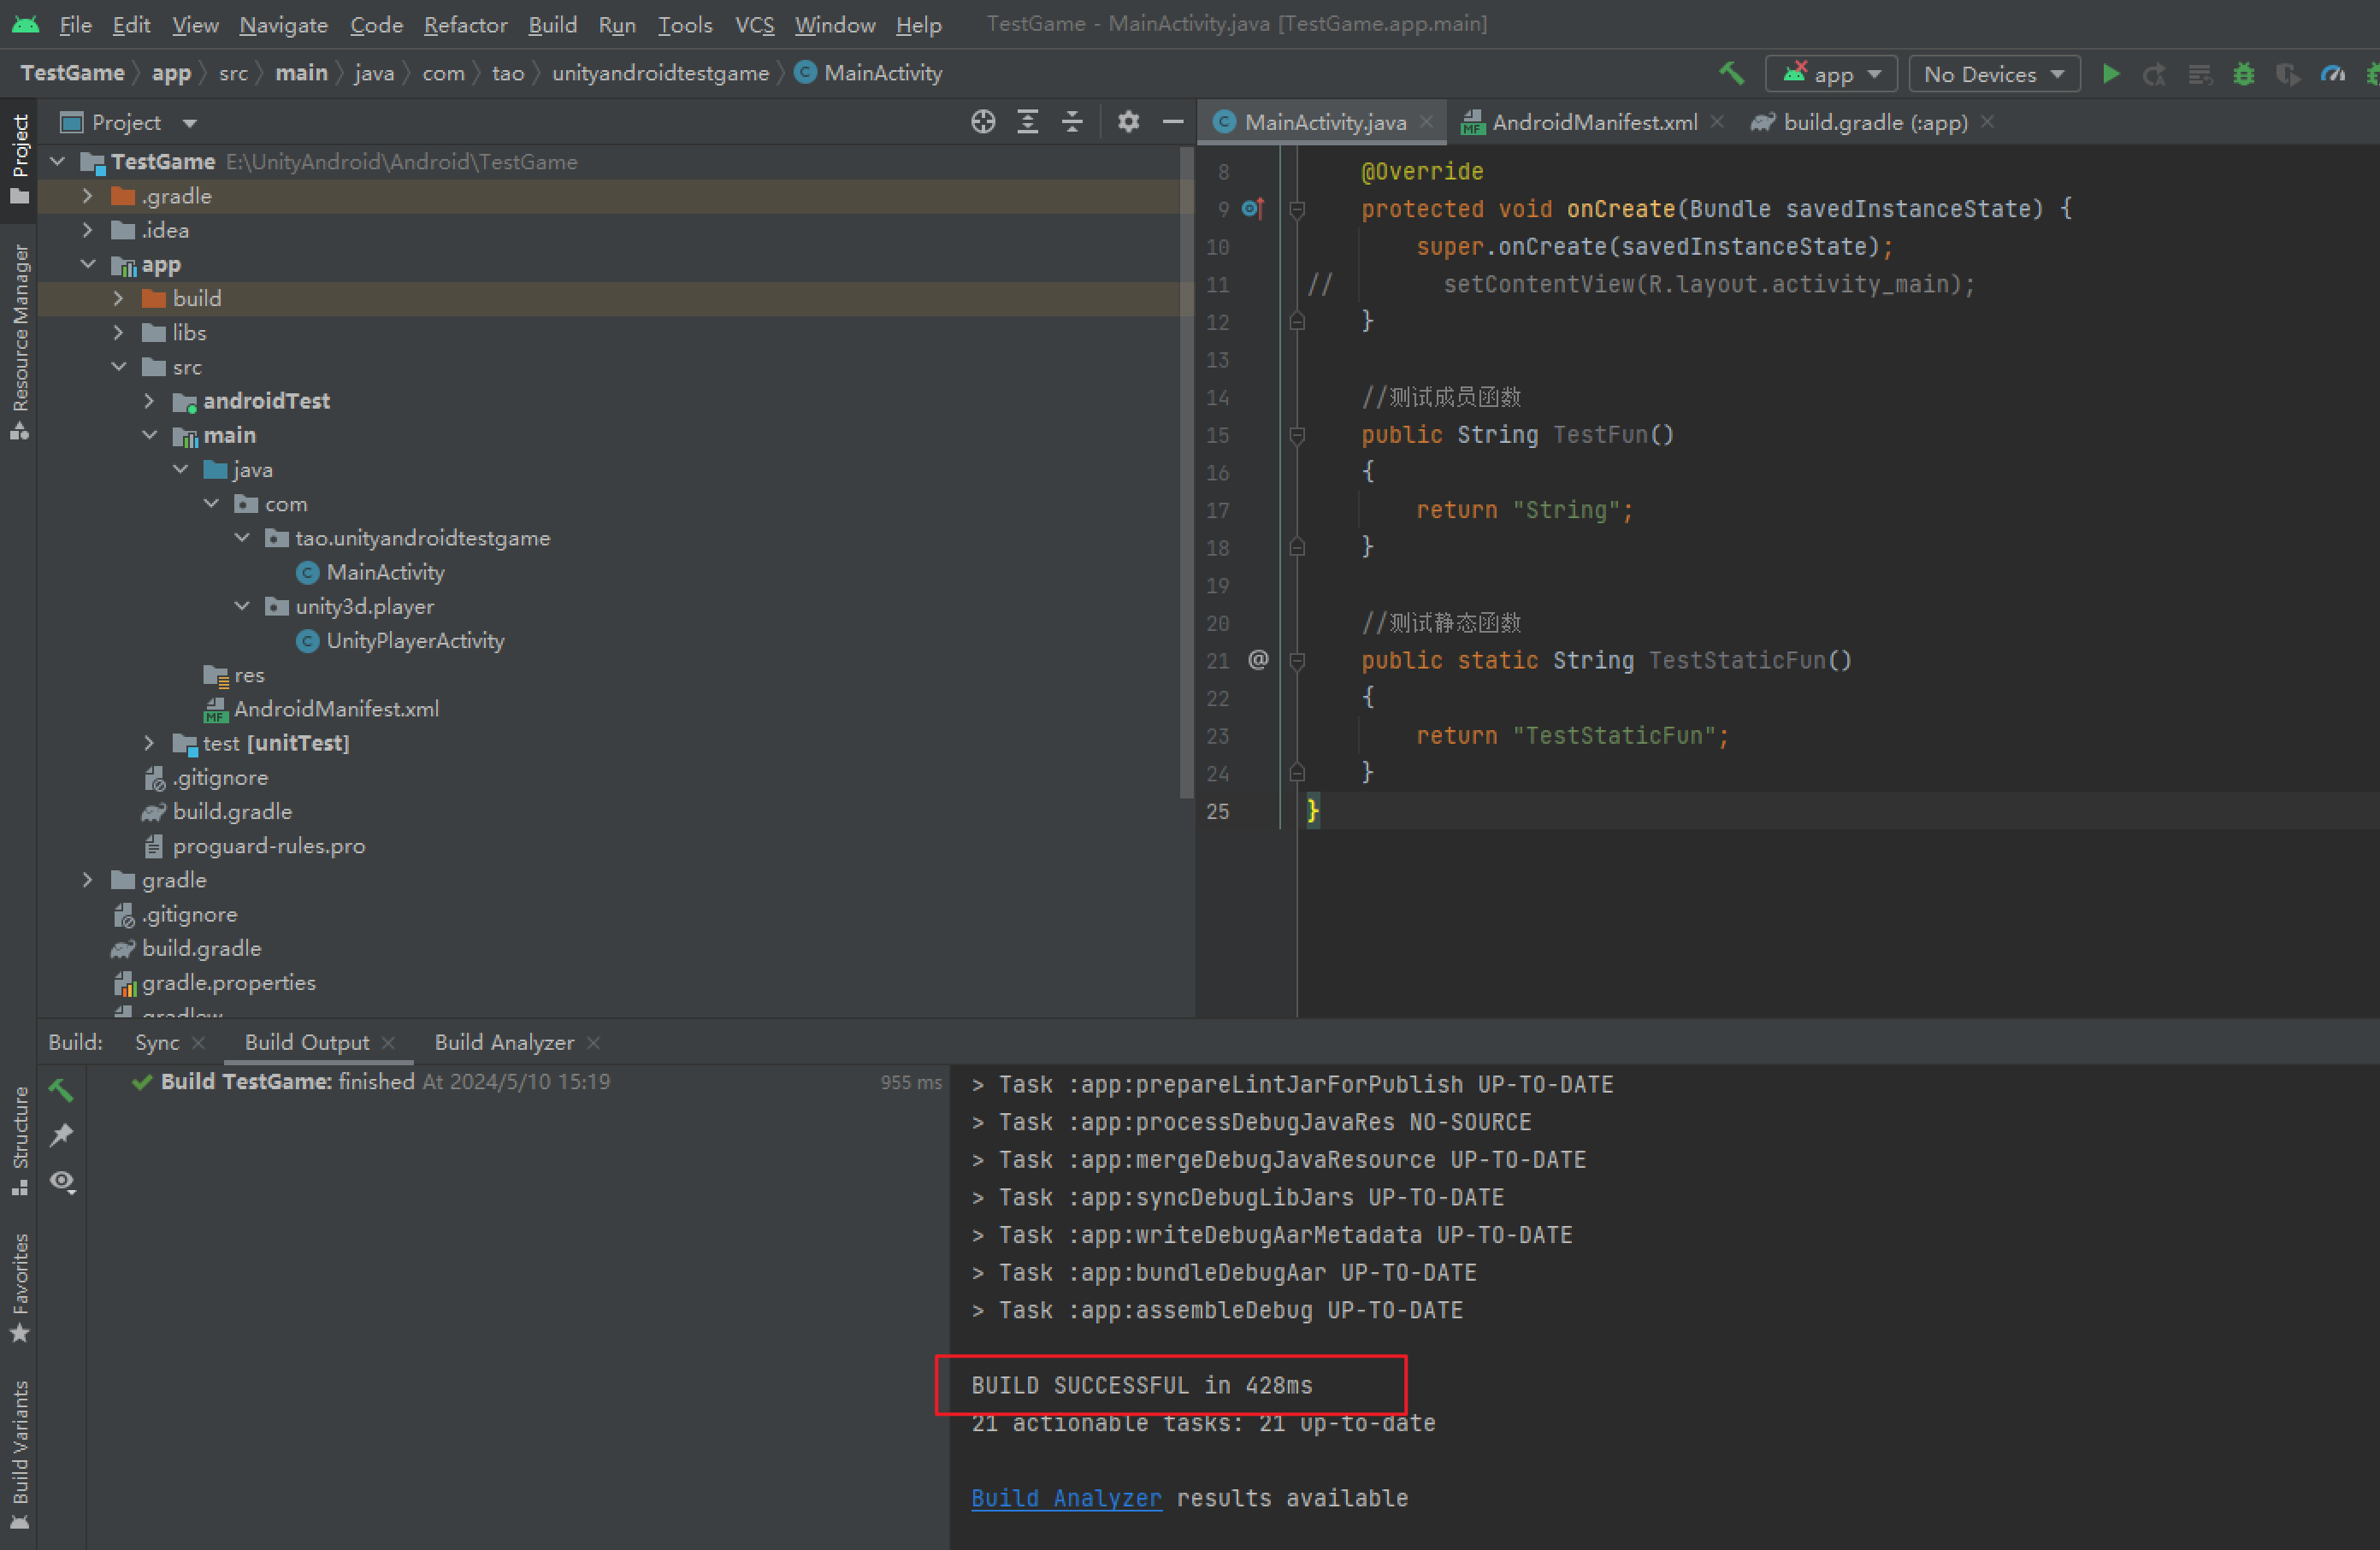 File Edit View Navigate Code Refactor Build Run Tools VCS Window Help TestGame - MainActivity.java [TestGame.app.main]
TestGame app src main java com tao unityandroidtestgame MainActivity app No Devices
Project
Resource Manager
Structure
Favorites
Build Variants
Project
TestGame E:\UnityAndroid\Android\TestGame
.gradle
.idea
app
build
libs
src
androidTest
main
java
com
tao.unityandroidtestgame
MainActivity
unity3d.player
UnityPlayerActivity
res
AndroidManifest.xml
test [unitTest]
.gitignore
build.gradle
proguard-rules.pro
gradle
.gitignore
build.gradle
gradle.properties
gradlew
MainActivity.java AndroidManifest.xml build.gradle (:app)
8 @Override
9 protected void onCreate(Bundle savedInstanceState) {
10 super.onCreate(savedInstanceState);
11 // setContentView(R.layout.activity_main);
12 }
13
14 //测试成员函数
15 public String TestFun()
16 {
17 return "String";
18 }
19
20 //测试静态函数
21 @ public static String TestStaticFun()
22 {
23 return "TestStaticFun";
24 }
25 }
Build: Sync Build Output Build Analyzer
Build TestGame: finished At 2024/5/10 15:19 955 ms
> Task :app:prepareLintJarForPublish UP-TO-DATE
> Task :app:processDebugJavaRes NO-SOURCE
> Task :app:mergeDebugJavaResource UP-TO-DATE
> Task :app:syncDebugLibJars UP-TO-DATE
> Task :app:writeDebugAarMetadata UP-TO-DATE
> Task :app:bundleDebugAar UP-TO-DATE
> Task :app:assembleDebug UP-TO-DATE
BUILD SUCCESSFUL in 428ms
21 actionable tasks: 21 up-to-date
Build Analyzer results available